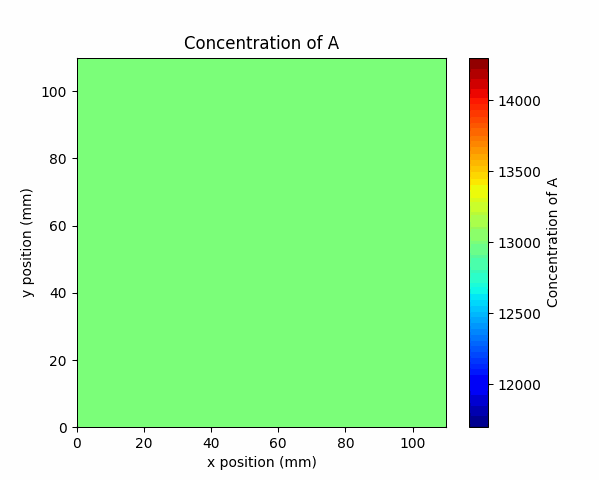 Concentration of A
100
80
60
40
20
0
y position (mm)
0 20 40 60 80 100
x position (mm)
14000
13500
13000
12500
12000
Concentration of A